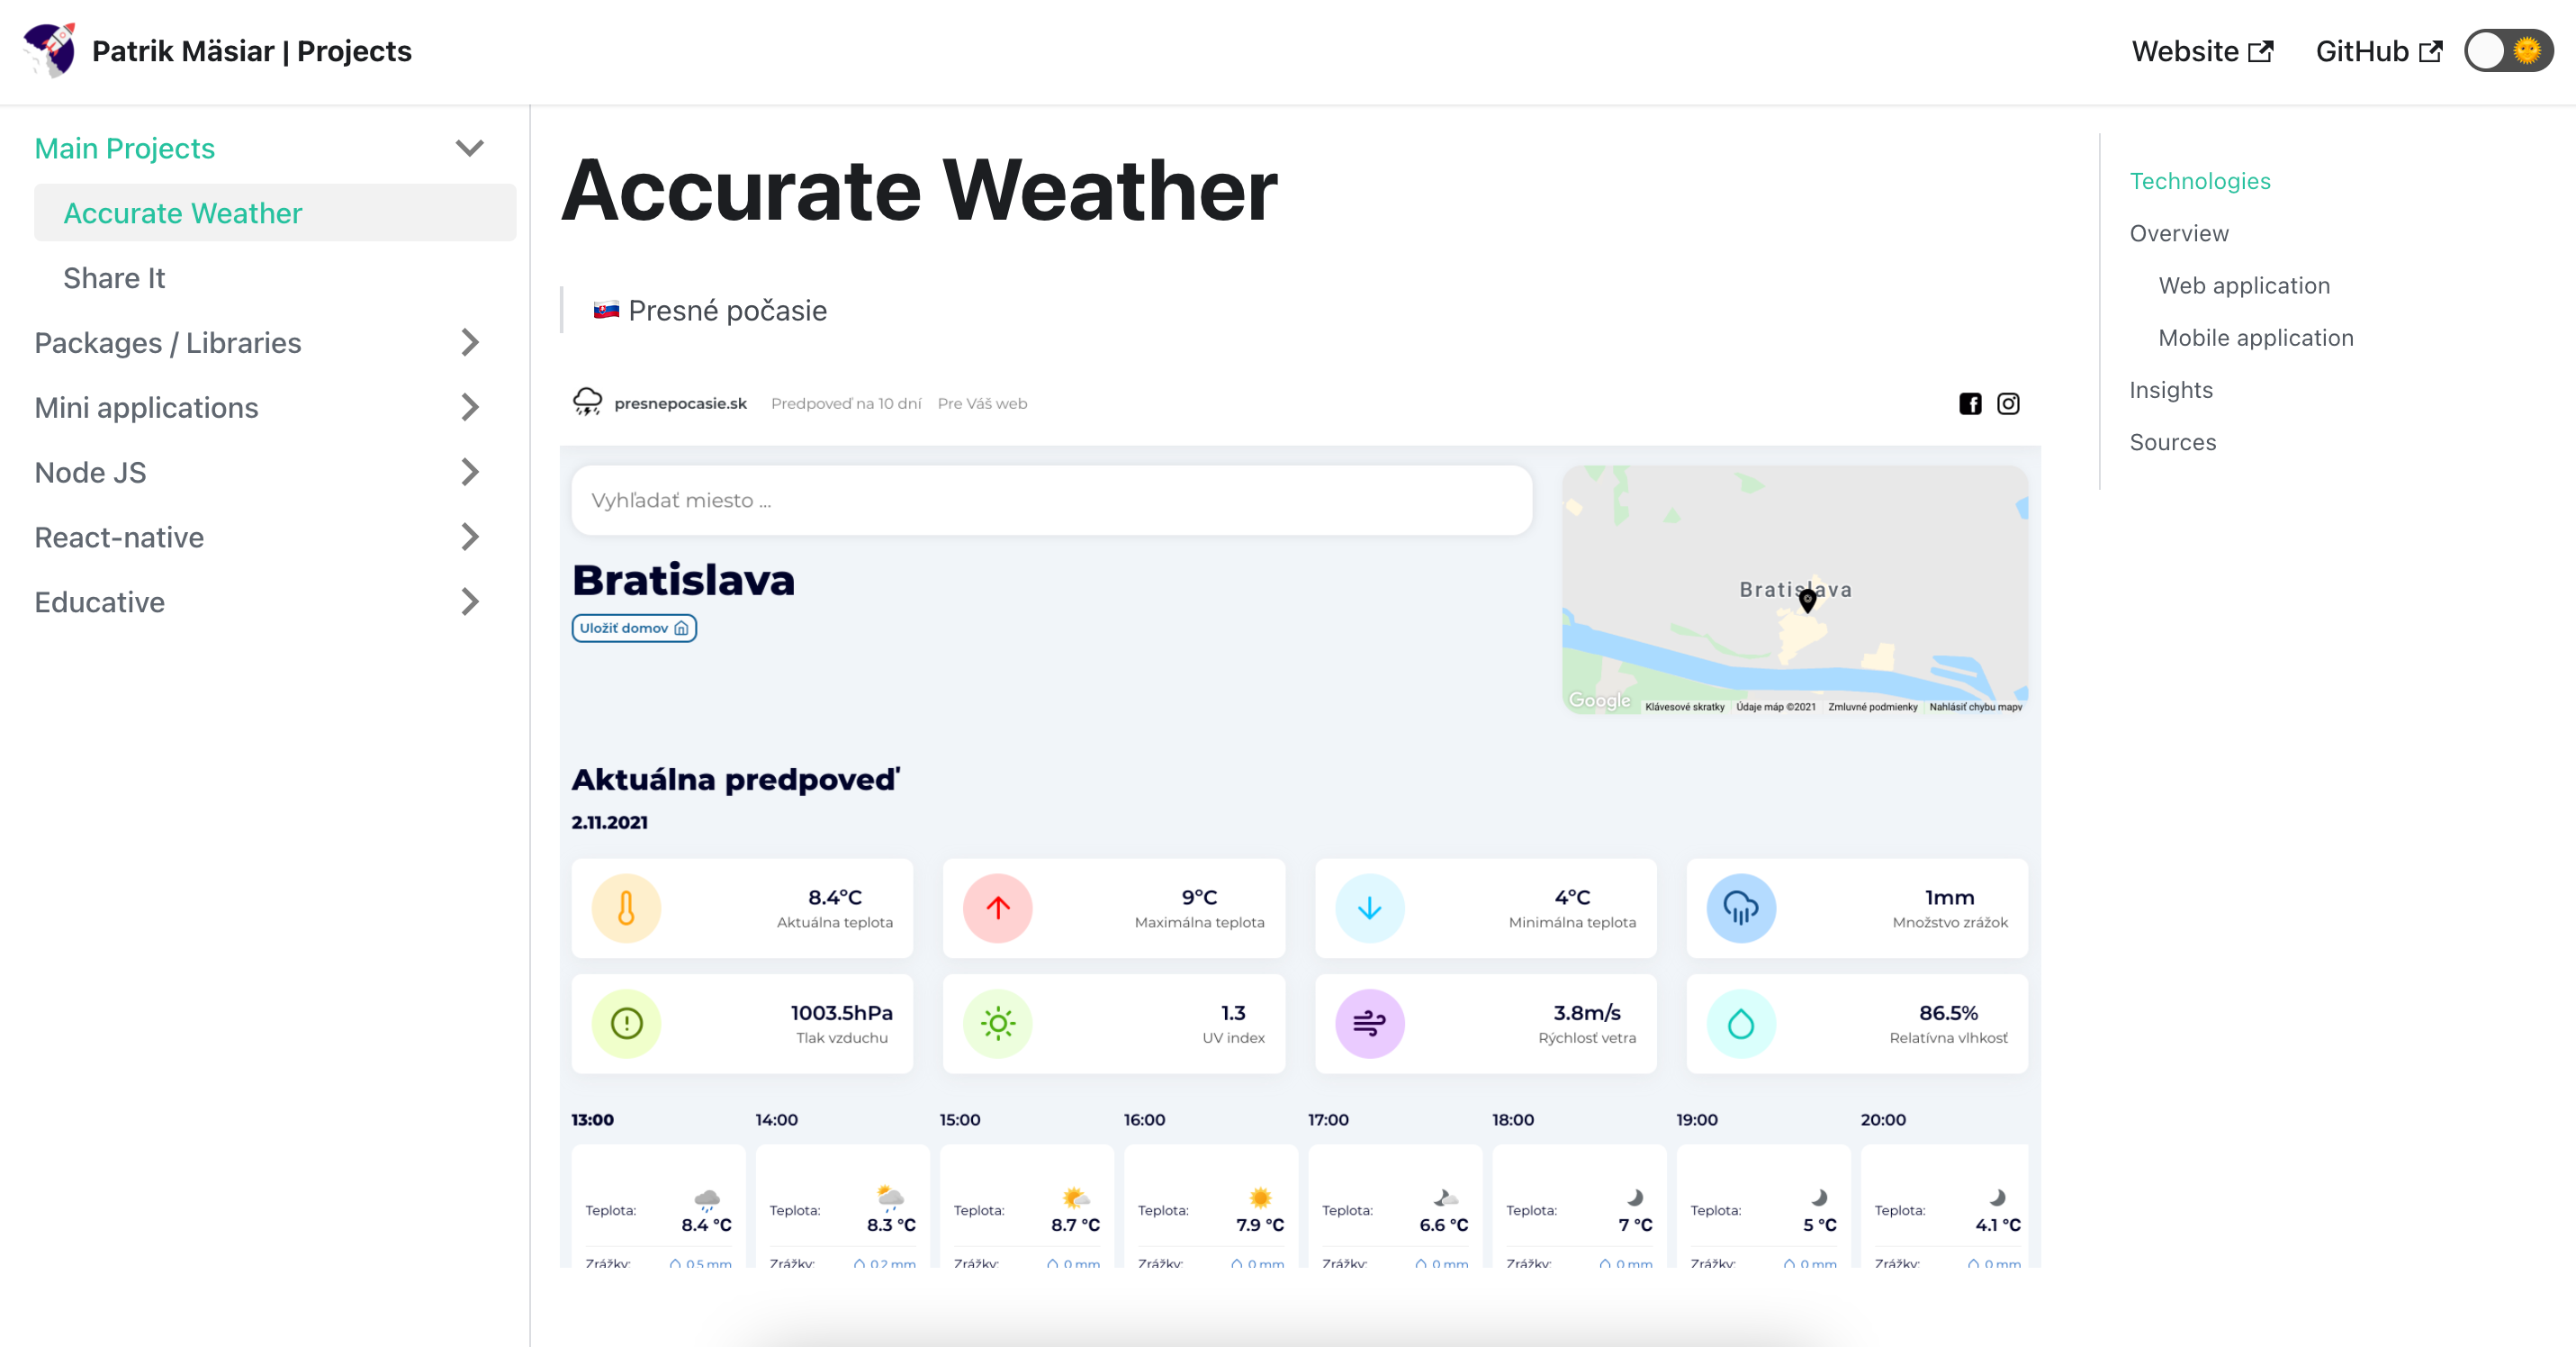 Patrik Mäsiar | Projects
Website
GitHub
Main Projects
Accurate Weather
Share It
Packages / Libraries
Mini applications
Node JS
React-native
Educative
Accurate Weather
Presné počasie
presnepocasie.sk Predpoveď na 10 dní Pre Váš web
Vyhľadať miesto ...
Bratislava
Uložiť domov
Bratislava
Google
Klávesové skratky Údaje máp ©2021 Zmluvné podmienky Nahlásiť chybu mapy
Aktuálna predpoveď
2.11.2021
8.4°C
Aktuálna teplota
9°C
Maximálna teplota
4°C
Minimálna teplota
1mm
Množstvo zrážok
1003.5hPa
Tlak vzduchu
1.3
UV index
3.8m/s
Rýchlosť vetra
86.5%
Relatívna vlhkosť
13:00 14:00 15:00 16:00 17:00 18:00 19:00 20:00
Teplota: 8.4 °C
Teplota: 8.3 °C
Teplota: 8.7 °C
Teplota: 7.9 °C
Teplota: 6.6 °C
Teplota: 7 °C
Teplota: 5 °C
Teplota: 4.1 °C
Zrážky: 0.5 mm
Zrážky: 0.2 mm
Zrážky: 0 mm
Zrážky: 0 mm
Zrážky: 0 mm
Zrážky: 0 mm
Zrážky: 0 mm
Zrážky: 0 mm
Technologies
Overview
Web application
Mobile application
Insights
Sources